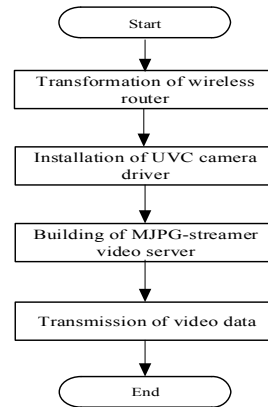 Start
Transformation of wireless
router
Installation of UVC camera
driver
Building of MJPG-streamer
video server
Transmission of video data
End